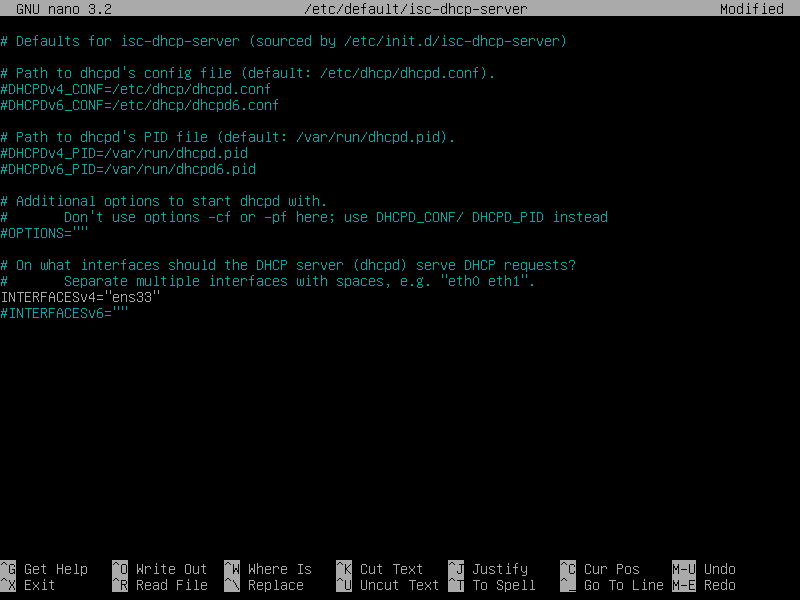 GNU nano 3.2 /etc/default/isc-dhcp-server Modified
# Defaults for isc-dhcp-server (sourced by /etc/init.d/isc-dhcp-server)
# Path to dhcpd's config file (default: /etc/dhcp/dhcpd.conf).
#DHCPDv4_CONF=/etc/dhcp/dhcpd.conf
#DHCPDv6_CONF=/etc/dhcp/dhcpd6.conf
# Path to dhcpd's PID file (default: /var/run/dhcpd.pid).
#DHCPDv4_PID=/var/run/dhcpd.pid
#DHCPDv6_PID=/var/run/dhcpd6.pid
# Additional options to start dhcpd with.
#       Don't use options -cf or -pf here; use DHCPD_CONF/ DHCPD_PID instead
#OPTIONS=""
# On what interfaces should the DHCP server (dhcpd) serve DHCP requests?
#       Separate multiple interfaces with spaces, e.g. "eth0 eth1".
INTERFACESv4="ens33"
#INTERFACESv6=""
^G Get Help ^O Write Out ^W Where Is ^K Cut Text ^J Justify ^C Cur Pos M-U Undo
^X Exit ^R Read File ^\ Replace ^U Uncut Text ^T To Spell ^_ Go To Line M-E Redo